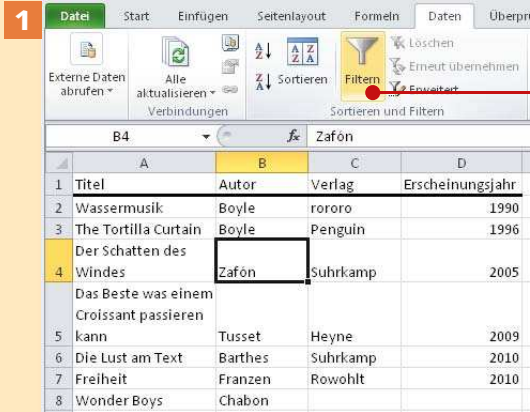 1
Datei Start Einfügen Seitenlayout Formeln Daten Überpr
Löschen
Erneut übernehmen
Externe Daten Alle Sortieren Filtern
abrufen aktualisieren Erweitert
Verbindungen Sortieren und Filtern
B4 fx Zafón
A B C D
1 Titel Autor Verlag Erscheinungsjahr
2 Wassermusik Boyle rororo 1990
3 The Tortilla Curtain Boyle Penguin 1996
Der Schatten des
4 Windes Zafón Suhrkamp 2005
Das Beste was einem
Croissant passieren
5 kann Tusset Heyne 2009
6 Die Lust am Text Barthes Suhrkamp 2010
7 Freiheit Franzen Rowohlt 2010
8 Wonder Boys Chabon